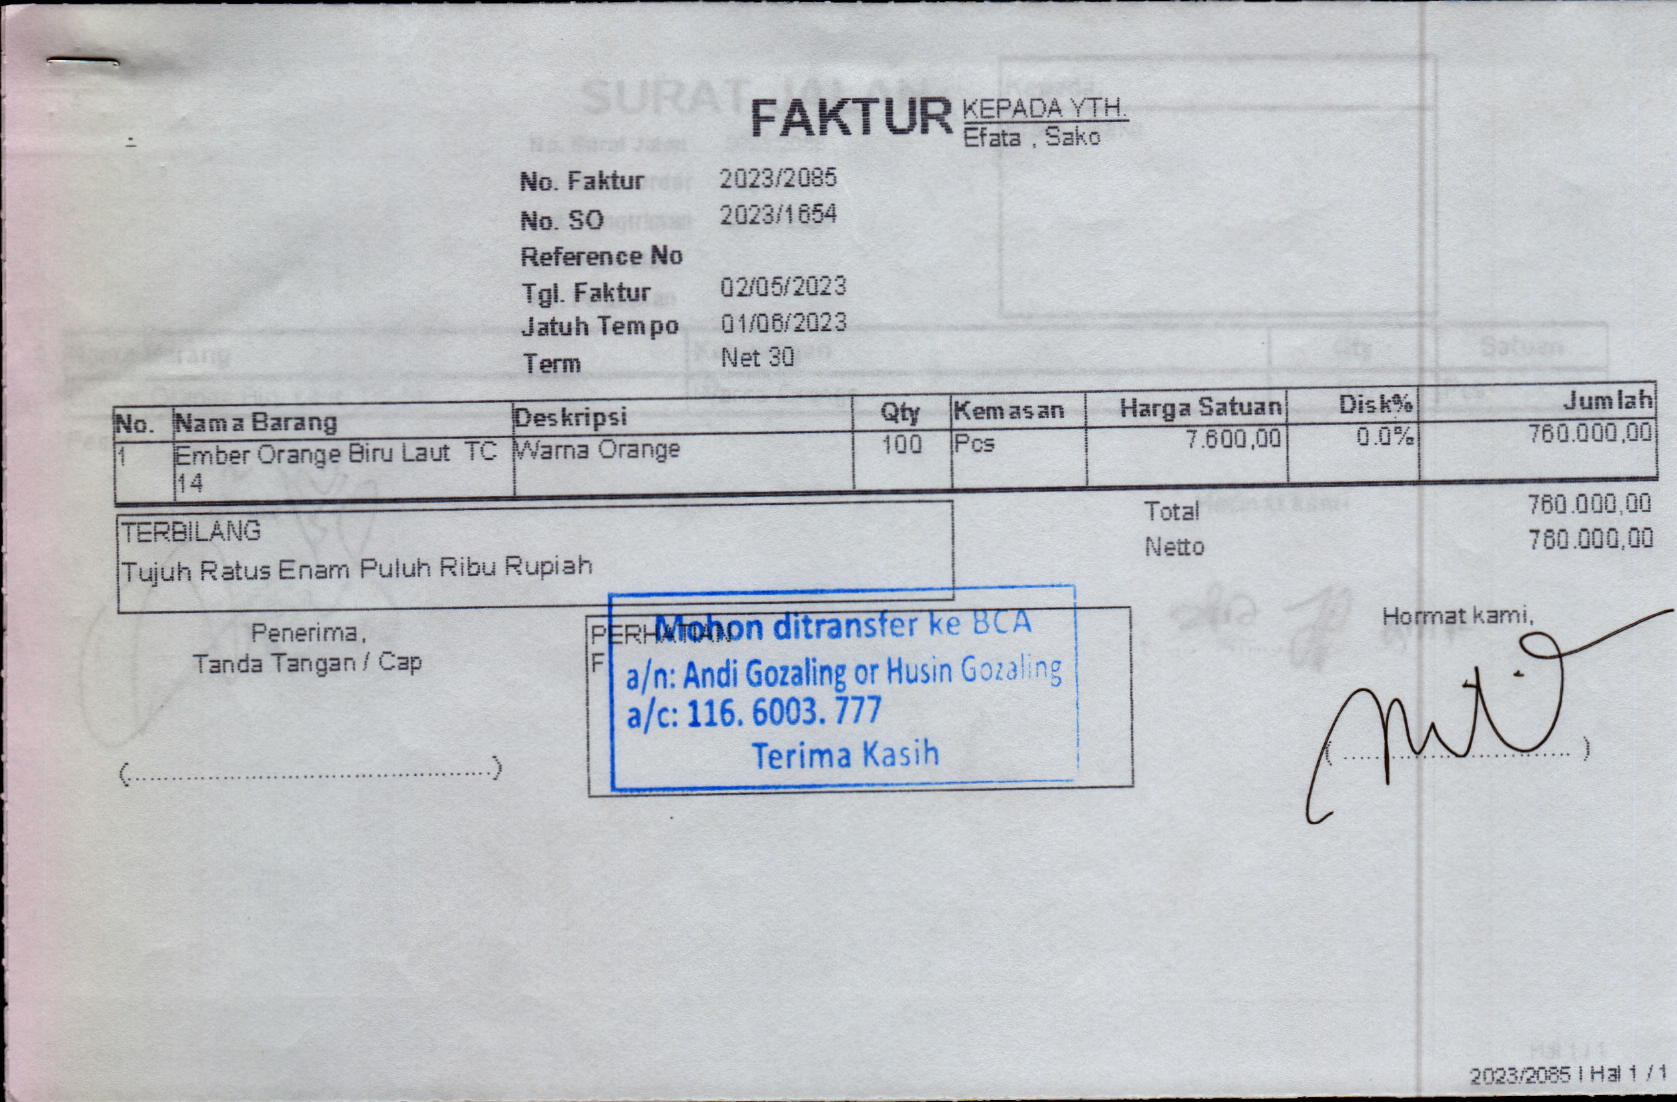 FAKTUR
KEPADA YTH.
Efata , Sako
No. Faktur 2023/2085
No. SO 2023/1654
Reference No
Tgl. Faktur 02/05/2023
Jatuh Tempo 01/06/2023
Term Net 30
No. Nama Barang Deskripsi Qty Kemasan Harga Satuan Disk% Jumlah
1 Ember Orange Biru Laut TC Warna Orange 100 Pcs 7.600,00 0.0% 760.000,00
14
Total 760.000,00
Netto 760.000,00
TERBILANG
Tujuh Ratus Enam Puluh Ribu Rupiah
Penerima,
Tanda Tangan / Cap
(................................................)
PERHATIAN
F
Mohon ditransfer ke BCA
a/n: Andi Gozaling or Husin Gozaling
a/c: 116. 6003. 777
Terima Kasih
Hormat kami,
(................................)
2023/2085 | Hal 1 / 1